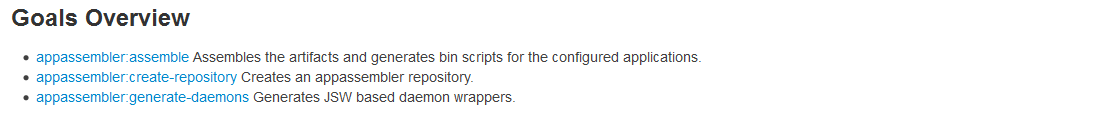 Goals Overview
appassembler:assemble Assembles the artifacts and generates bin scripts for the configured applications.
appassembler:create-repository Creates an appassembler repository.
appassembler:generate-daemons Generates JSW based daemon wrappers.